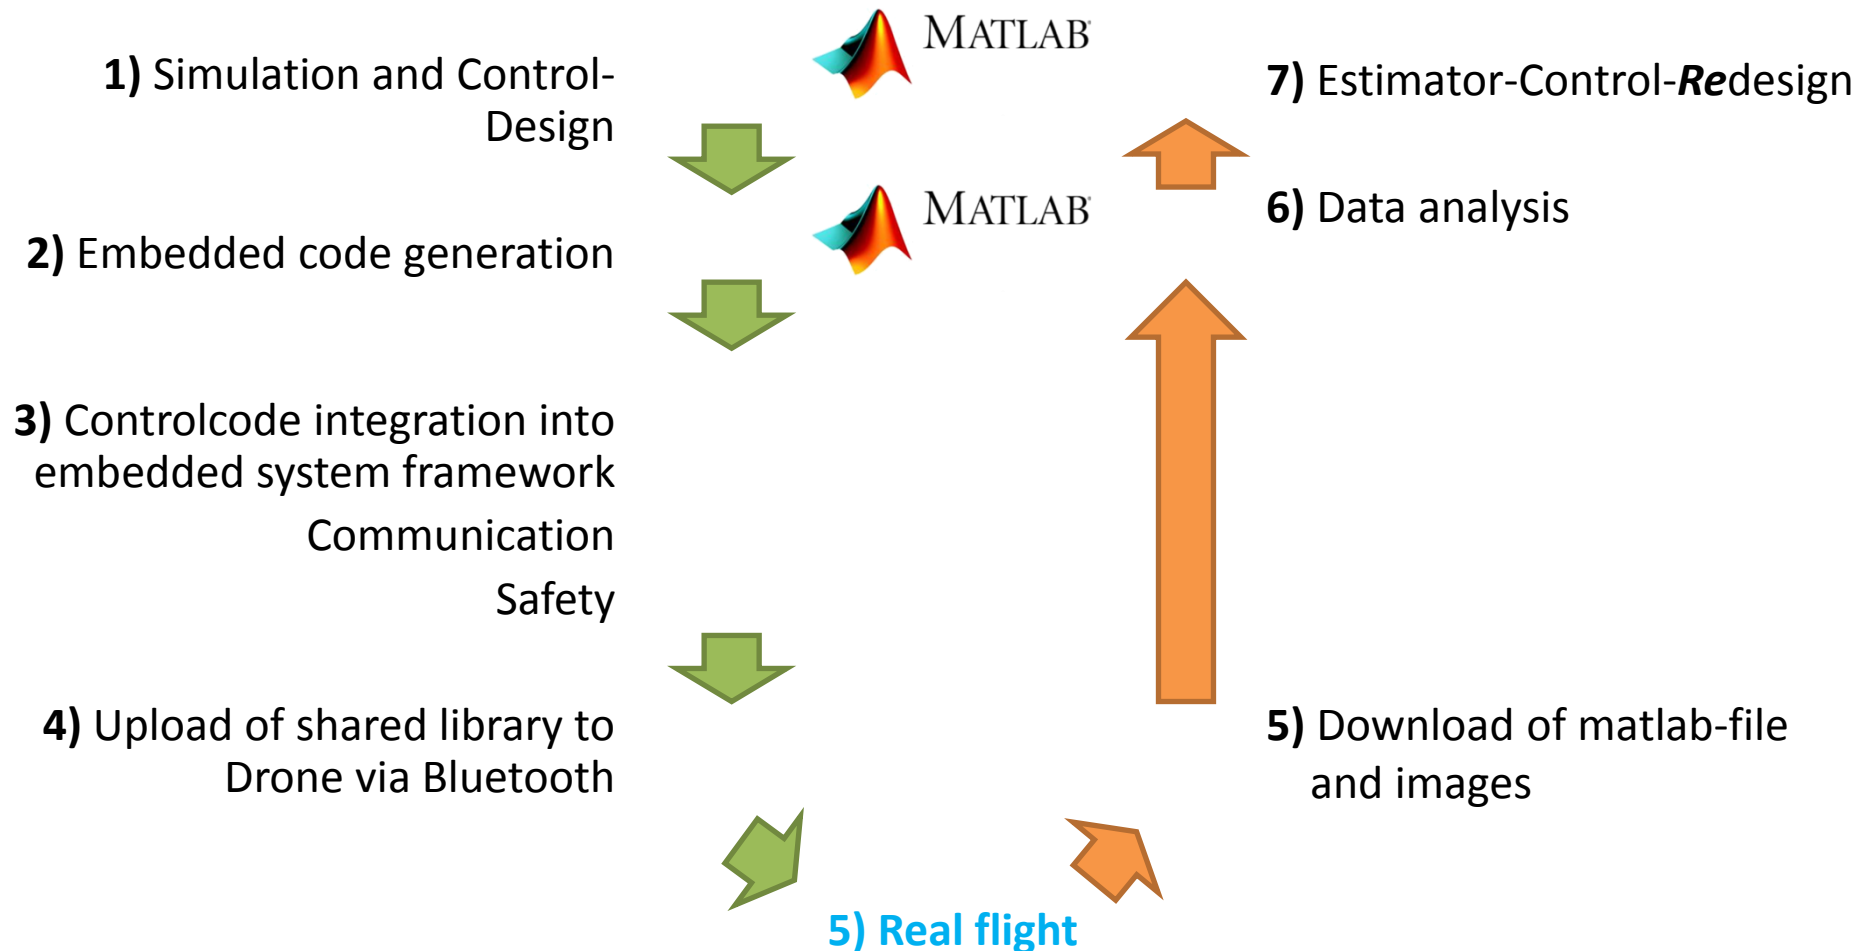 1) Simulation and Control-
Design
MATLAB
7) Estimator-Control-Redesign
2) Embedded code generation
MATLAB
6) Data analysis
3) Controlcode integration into
embedded system framework
Communication
Safety
4) Upload of shared library to
Drone via Bluetooth
5) Download of matlab-file
and images
5) Real flight